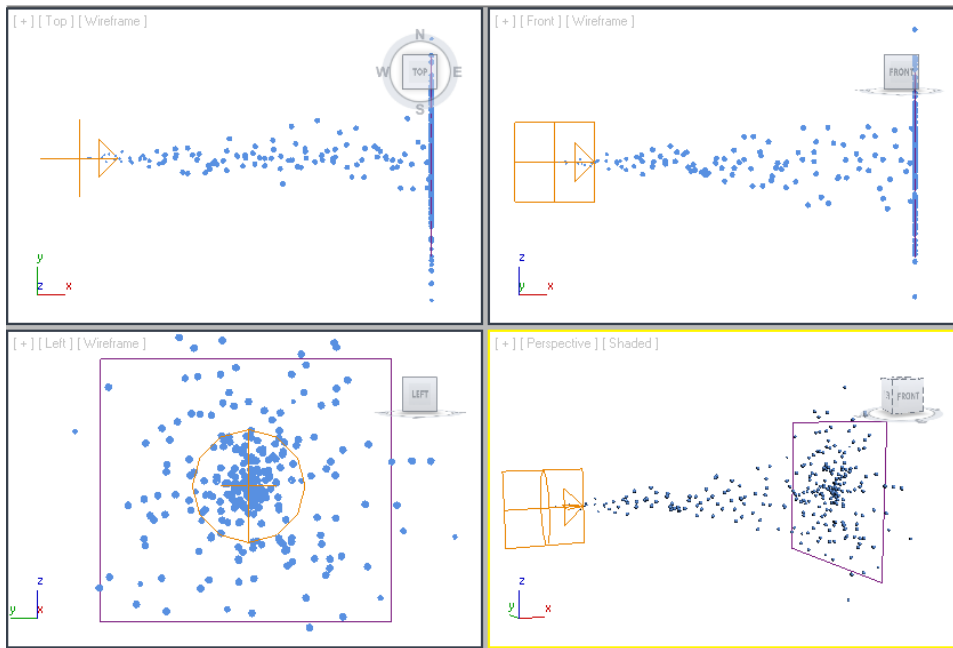 [ + ] [ Top ] [ Wireframe ]
N
W TOP E
S
y
z x
[ + ] [ Front ] [ Wireframe ]
FRONT
z
y x
[ + ] [ Left ] [ Wireframe ]
LEFT
z
y x
[ + ] [ Perspective ] [ Shaded ]
FRONT
z
y x